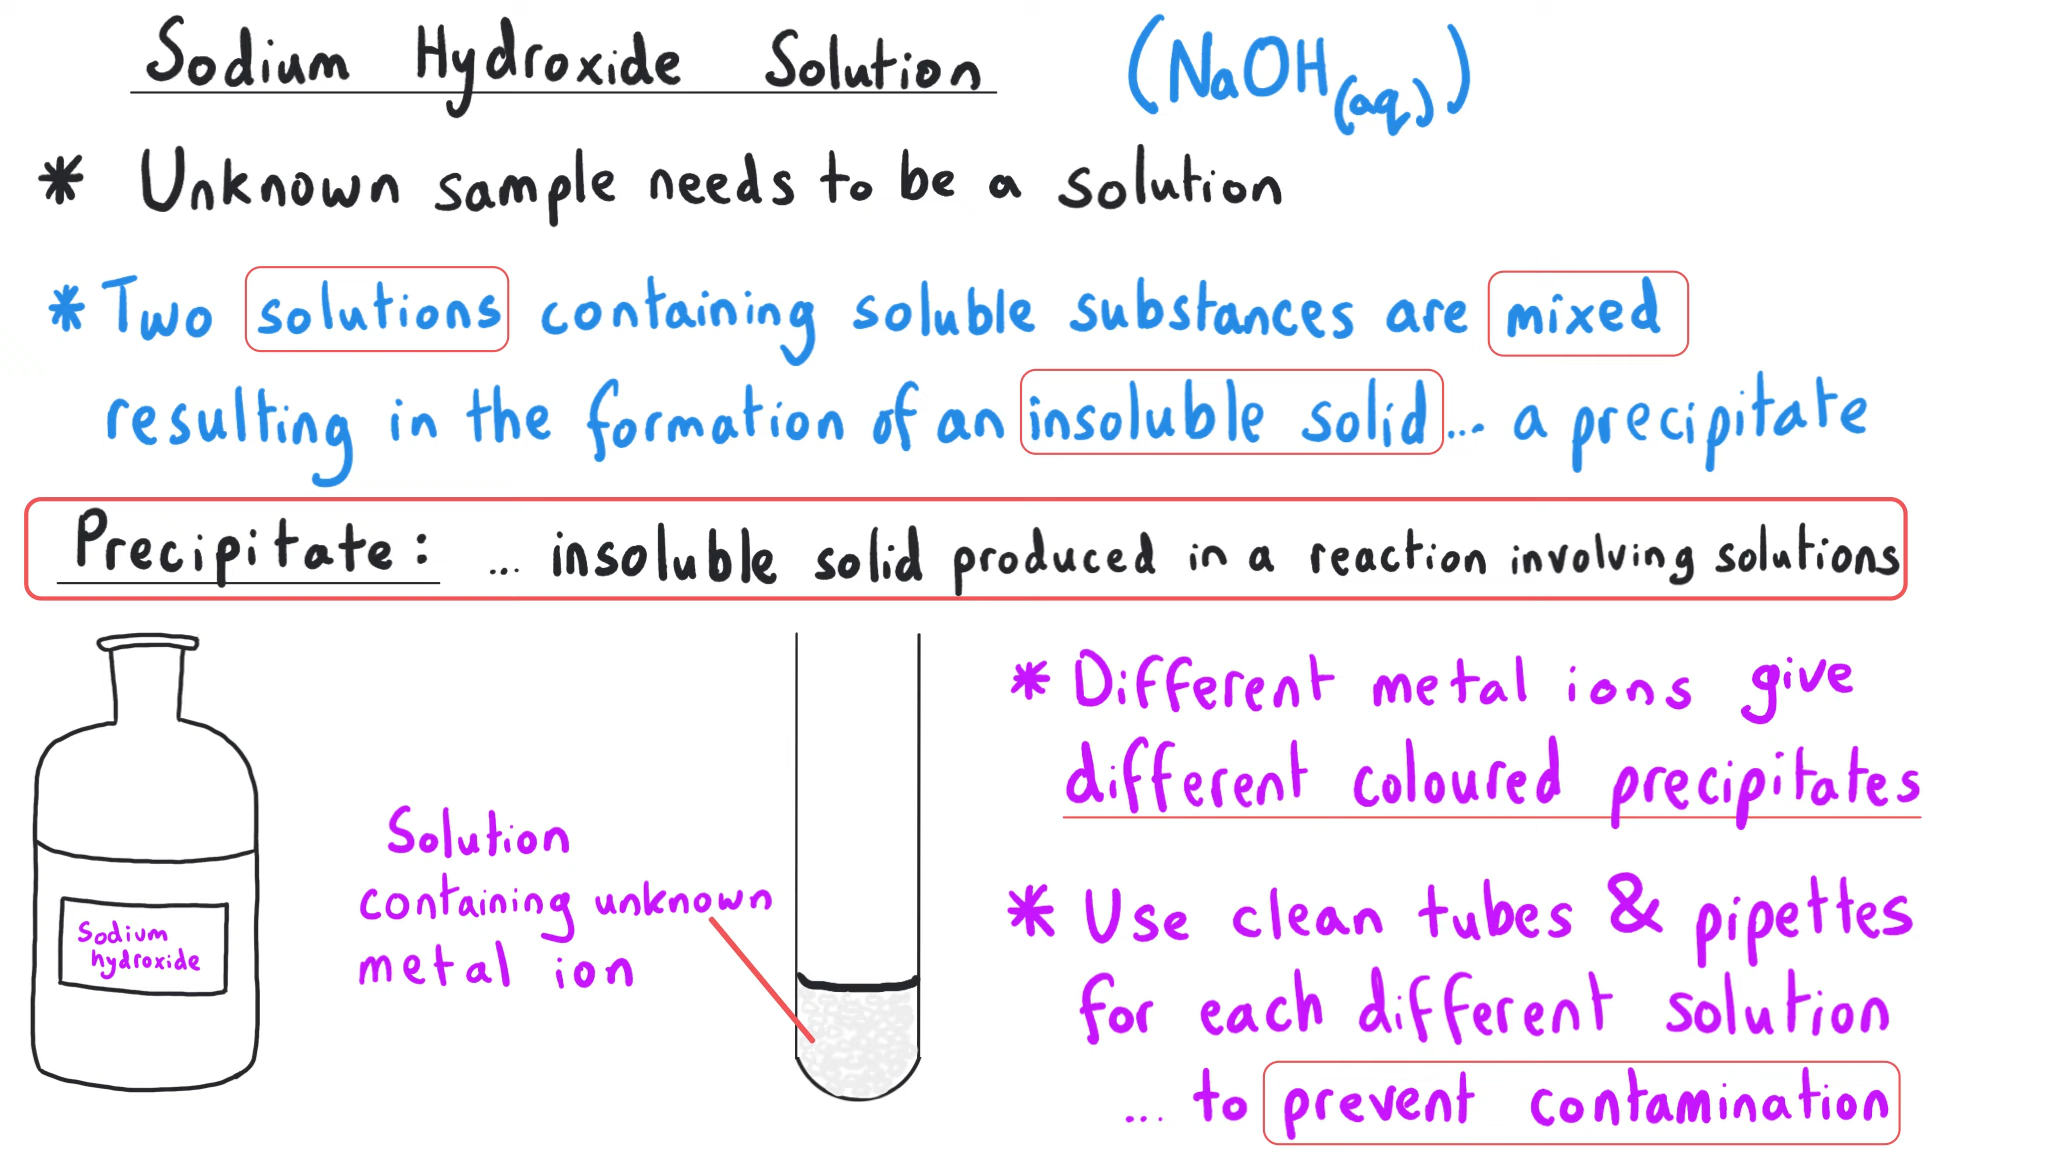 Sodium Hydroxide Solution (NaOH(aq))
* Unknown sample needs to be a solution
* Two solutions containing soluble substances are mixed
resulting in the formation of an insoluble solid... a precipitate
Precipitate: ... insoluble solid produced in a reaction involving solutions
Sodium
hydroxide
Solution
containing unknown
metal ion
* Different metal ions give
different coloured precipitates
* Use clean tubes & pipettes
for each different solution
... to prevent contamination